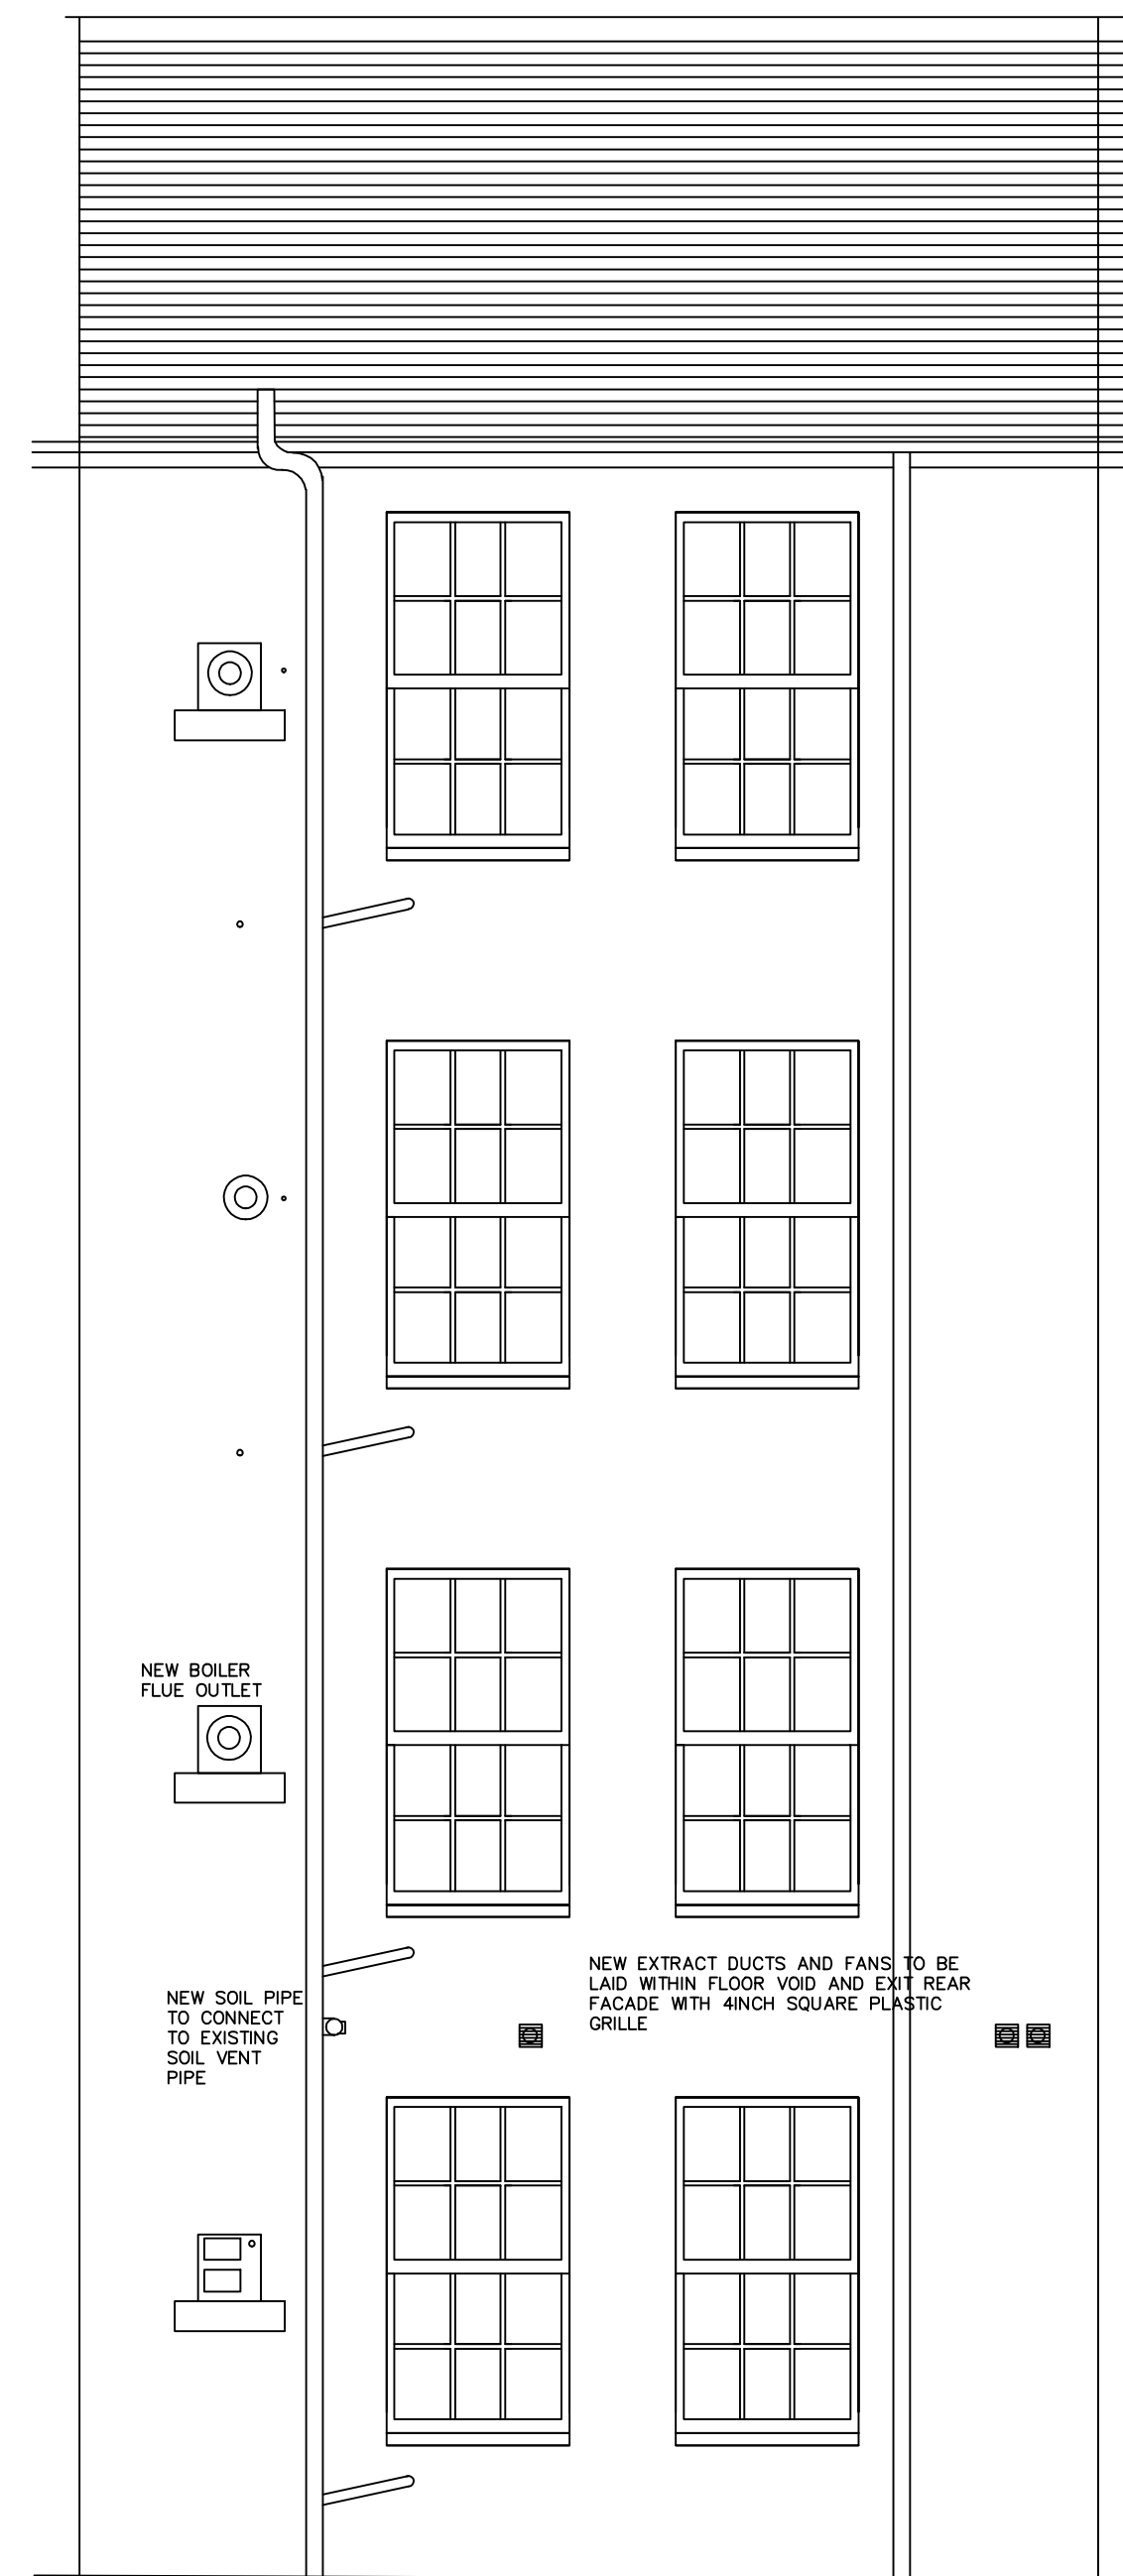 NEW BOILER
FLUE OUTLET
NEW EXTRACT DUCTS AND FANS TO BE
LAID WITHIN FLOOR VOID AND EXIT REAR
FACADE WITH 4INCH SQUARE PLASTIC
GRILLE
NEW SOIL PIPE
TO CONNECT
TO EXISTING
SOIL VENT
PIPE